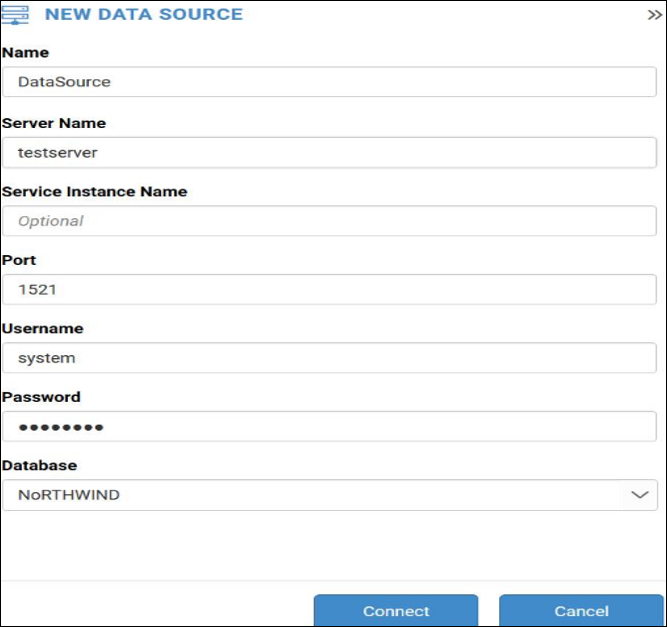 NEW DATA SOURCE
Name
DataSource
Server Name
testserver
Service Instance Name
Optional
Port
1521
Username
system
Password
●●●●●●●●
Database
NoRTHWIND
Connect Cancel